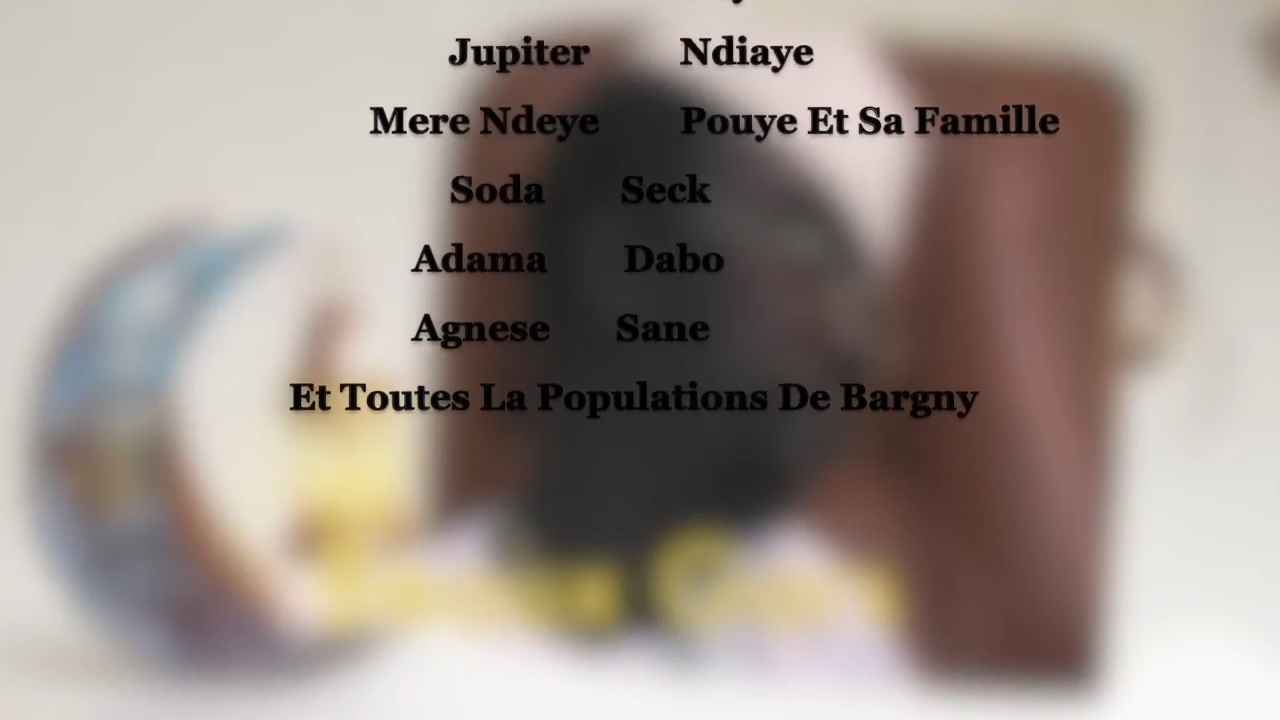 Jupiter Ndiaye
Mere Ndeye Pouye Et Sa Famille
Soda Seck
Adama Dabo
Agnese Sane
Et Toutes La Populations De Bargny